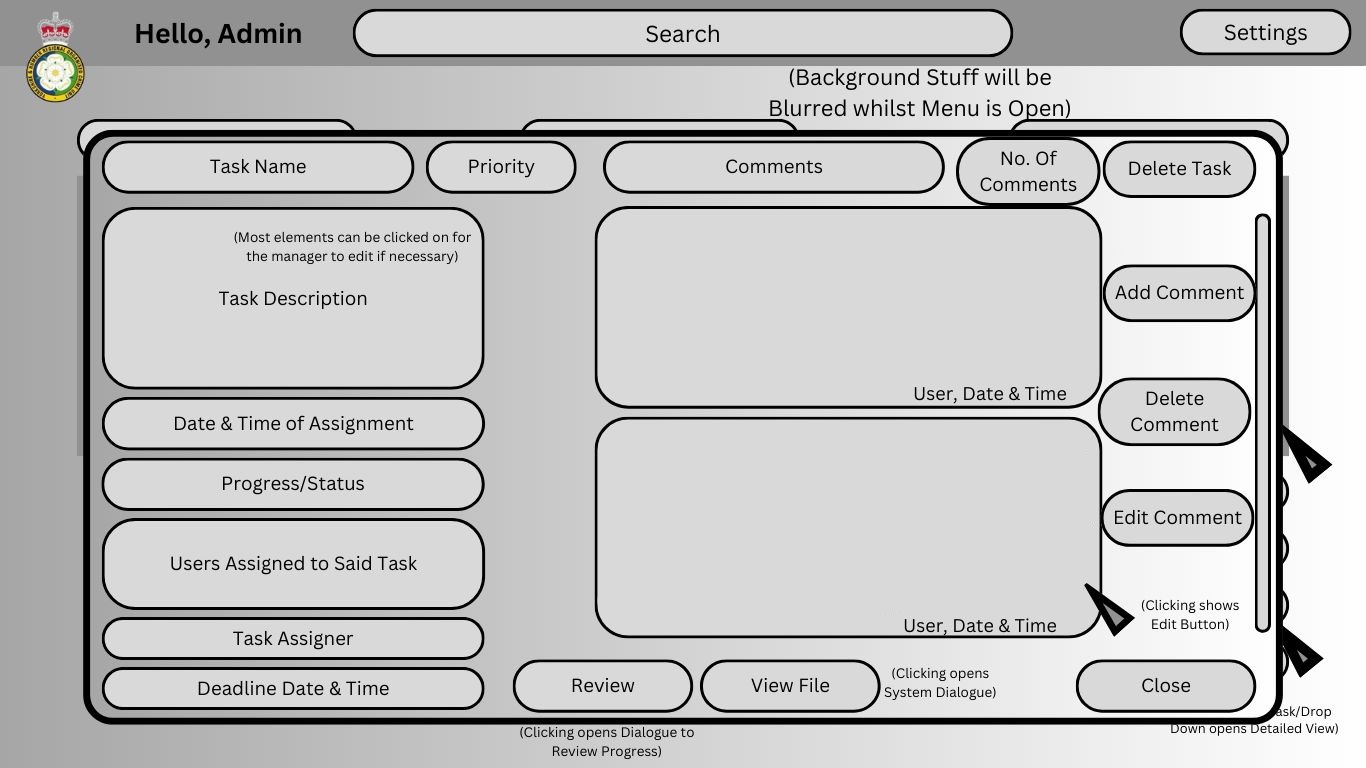 Hello, Admin
Search
Settings
(Background Stuff will be
Blurred whilst Menu is Open)
Task Name
Priority
Comments
No. Of
Comments
Delete Task
(Most elements can be clicked on for
the manager to edit if necessary)
Task Description
Add Comment
User, Date & Time
Delete
Comment
Date & Time of Assignment
Progress/Status
Edit Comment
Users Assigned to Said Task
(Clicking shows
Edit Button)
User, Date & Time
Task Assigner
Deadline Date & Time
Review
View File
(Clicking opens
System Dialogue)
Close
ask/Drop
Down opens Detailed View)
(Clicking opens Dialogue to
Review Progress)